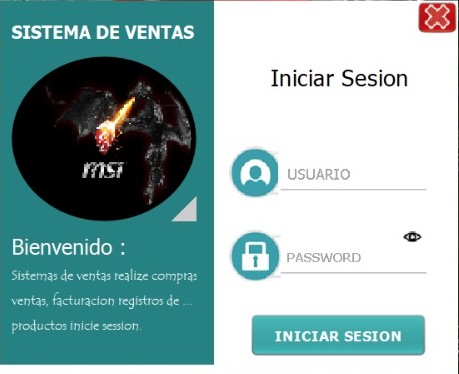 SISTEMA DE VENTAS
msi
Bienvenido :
Sistemas de ventas realize compras
ventas, facturacion registros de ...
productos inicie session.
Iniciar Sesion
USUARIO
PASSWORD
INICIAR SESION